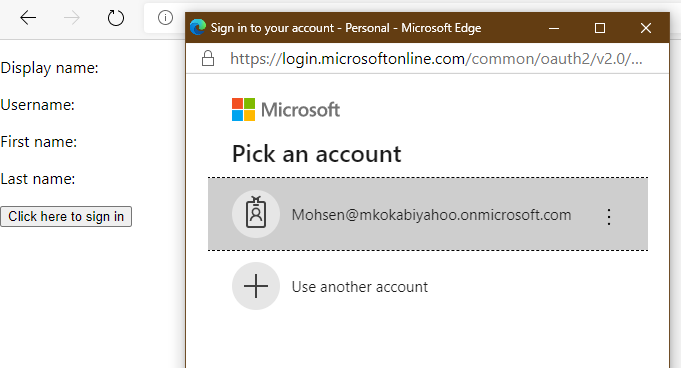 Sign in to your account - Personal - Microsoft Edge
https://login.microsoftonline.com/common/oauth2/v2.0/...
Display name:
Username:
First name:
Last name:
Click here to sign in
Microsoft
Pick an account
Mohsen@mkokabiyahoo.onmicrosoft.com
Use another account